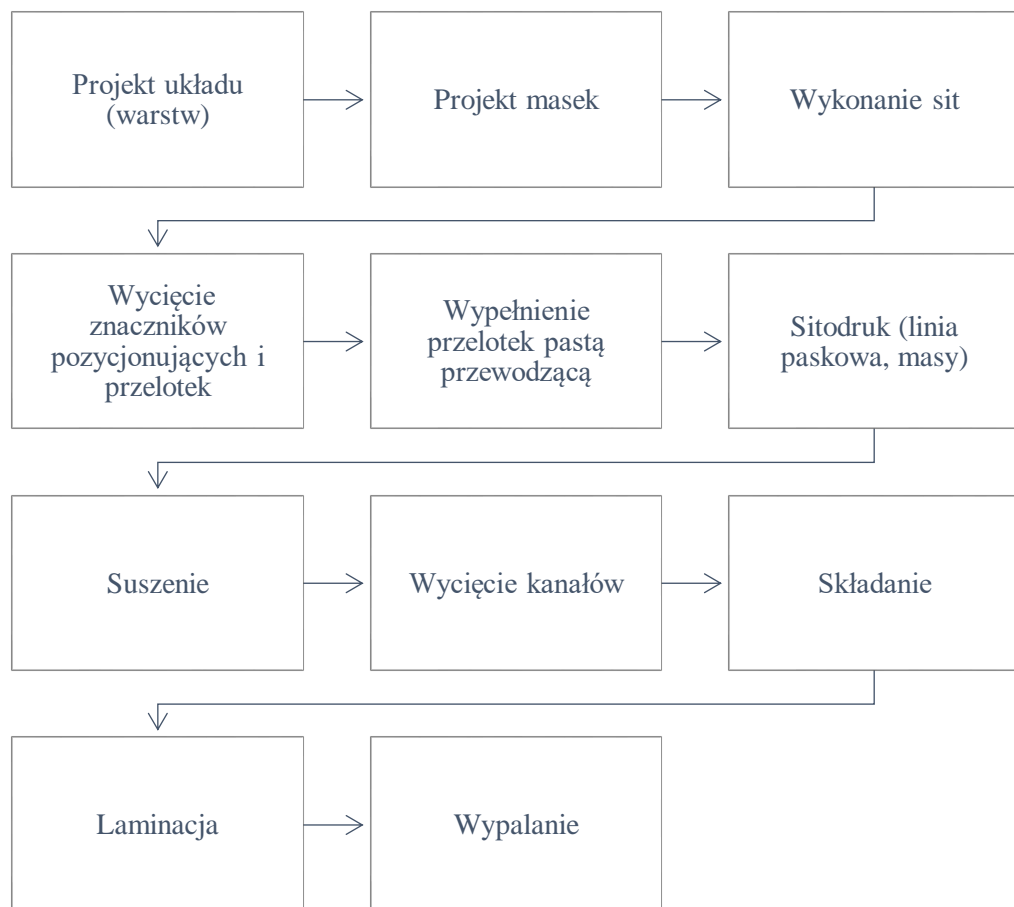 Projekt układu
(warstw)
Projekt masek
Wykonanie sit
Wycięcie
znaczników
pozycjonujących i
przelotek
Wypełnienie
przelotek pastą
przewodzącą
Sitodruk (linia
paskowa, masy)
Suszenie
Wycięcie kanałów
Składanie
Laminacja
Wypalanie